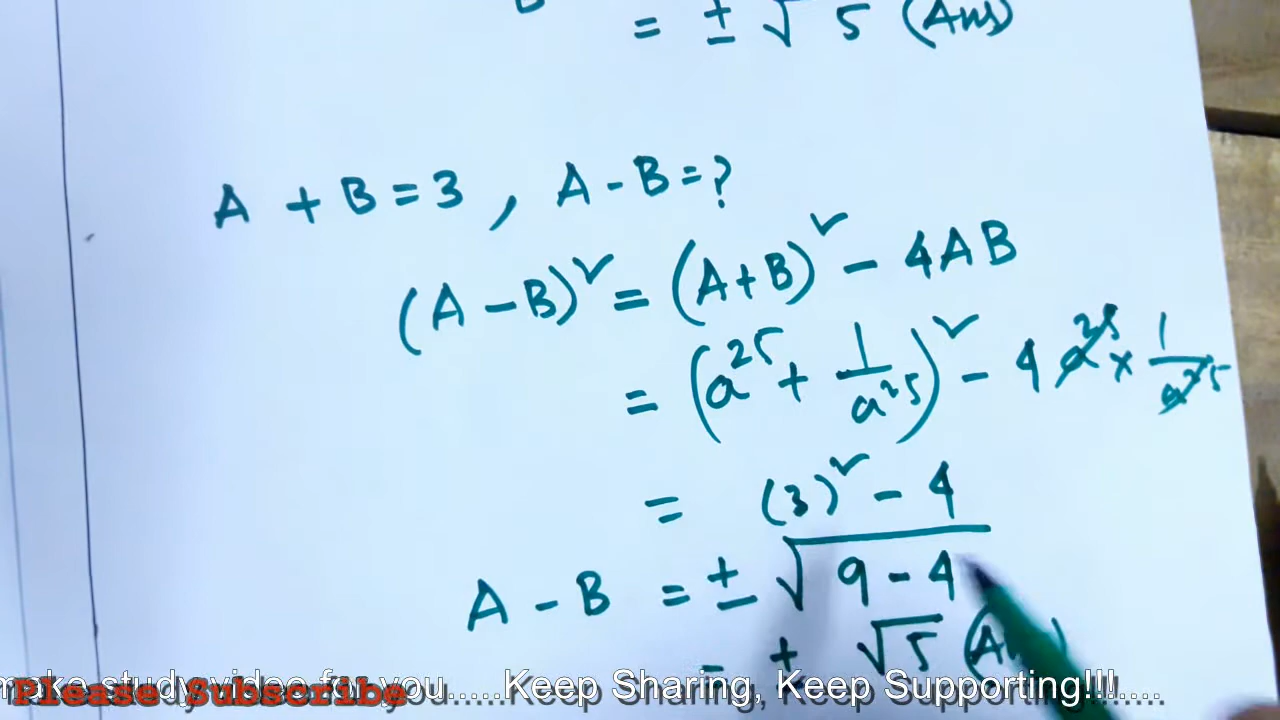 = ± √5 (Ans)
A + B = 3 , A - B = ?
(A - B)² = (A + B)² - 4AB
= (a²⁵ + 1/a²⁵)² - 4 a²⁵ × 1/a²⁵
= (3)² - 4
A - B = ± √(9 - 4)
= ± √5 (Ans)
make study video for you.....Keep Sharing, Keep Supporting!!!....
Please Subscribe